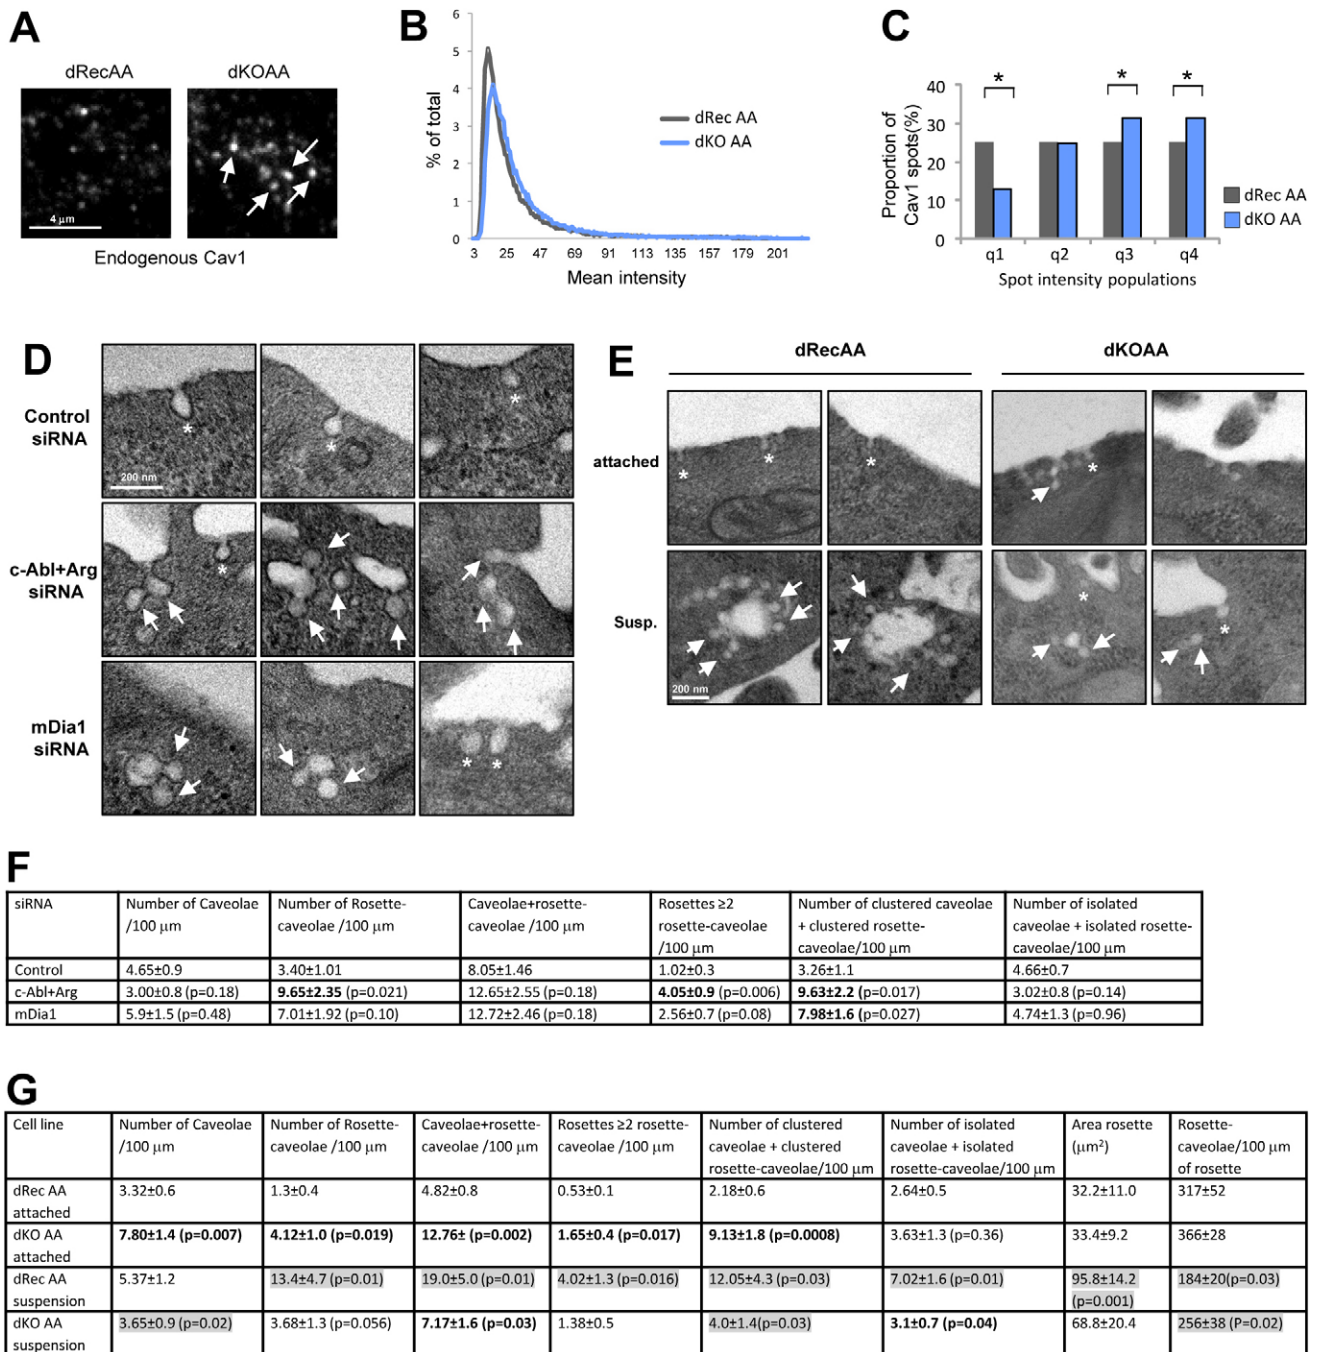 A
dRecAA
dKOAA
4 μm
Endogenous Cav1
B
6
5
4
3
2
1
0
% of total
dRec AA
dKO AA
3 25 47 69 91 113 135 157 179 201
Mean intensity
C
40
30
20
10
0
Proportion of
Cav1 spots(%)
* * *
dRec AA
dKO AA
q1 q2 q3 q4
Spot intensity populations
D
Control
siRNA
* * *
200 nm
c-Abl+Arg
siRNA
*
mDia1
siRNA
* *
E
dRecAA dKOAA
attached
* * * *
Susp.
* *
200 nm
F
siRNA Number of Caveolae /100 μm Number of Rosette-caveolae /100 μm Caveolae+rosette-caveolae /100 μm Rosettes ≥2 rosette-caveolae /100 μm Number of clustered caveolae + clustered rosette-caveolae/100 μm Number of isolated caveolae + isolated rosette-caveolae/100 μm
Control 4.65±0.9 3.40±1.01 8.05±1.46 1.02±0.3 3.26±1.1 4.66±0.7
c-Abl+Arg 3.00±0.8 (p=0.18) 9.65±2.35 (p=0.021) 12.65±2.55 (p=0.18) 4.05±0.9 (p=0.006) 9.63±2.2 (p=0.017) 3.02±0.8 (p=0.14)
mDia1 5.9±1.5 (p=0.48) 7.01±1.92 (p=0.10) 12.72±2.46 (p=0.18) 2.56±0.7 (p=0.08) 7.98±1.6 (p=0.027) 4.74±1.3 (p=0.96)
G
Cell line Number of Caveolae /100 μm Number of Rosette-caveolae /100 μm Caveolae+rosette-caveolae /100 μm Rosettes ≥2 rosette-caveolae /100 μm Number of clustered caveolae + clustered rosette-caveolae/100 μm Number of isolated caveolae + isolated rosette-caveolae/100 μm Area rosette (μm²) Rosette-caveolae/100 μm of rosette
dRec AA attached 3.32±0.6 1.3±0.4 4.82±0.8 0.53±0.1 2.18±0.6 2.64±0.5 32.2±11.0 317±52
dKO AA attached 7.80±1.4 (p=0.007) 4.12±1.0 (p=0.019) 12.76± (p=0.002) 1.65±0.4 (p=0.017) 9.13±1.8 (p=0.0008) 3.63±1.3 (p=0.36) 33.4±9.2 366±28
dRec AA suspension 5.37±1.2 13.4±4.7 (p=0.01) 19.0±5.0 (p=0.01) 4.02±1.3 (p=0.016) 12.05±4.3 (p=0.03) 7.02±1.6 (p=0.01) 95.8±14.2 (p=0.001) 184±20(p=0.03)
dKO AA suspension 3.65±0.9 (p=0.02) 3.68±1.3 (p=0.056) 7.17±1.6 (p=0.03) 1.38±0.5 4.0±1.4(p=0.03) 3.1±0.7 (p=0.04) 68.8±20.4 256±38 (P=0.02)